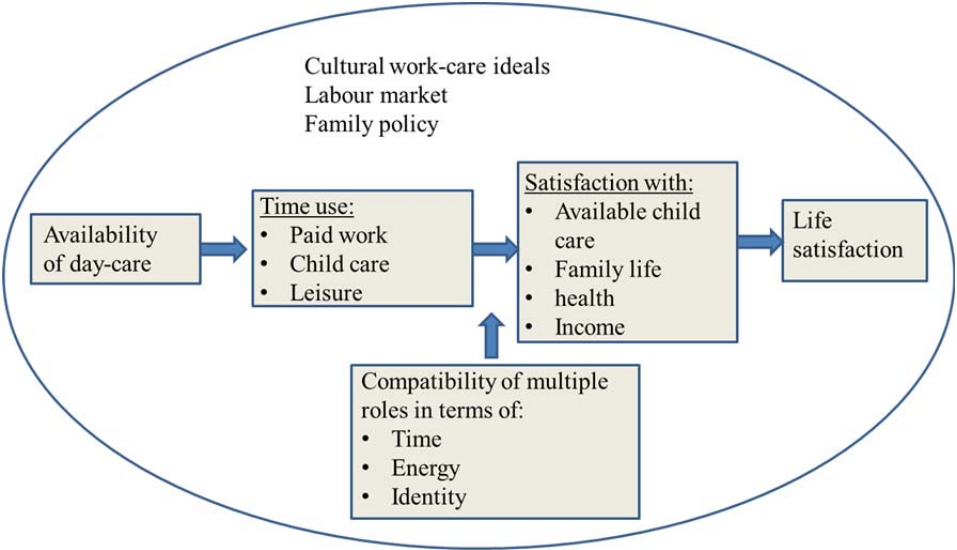 Cultural work-care ideals
Labour market
Family policy
Availability
of day-care
Time use:
• Paid work
• Child care
• Leisure
Satisfaction with:
• Available child
care
• Family life
• health
• Income
Life
satisfaction
Compatibility of multiple
roles in terms of:
• Time
• Energy
• Identity